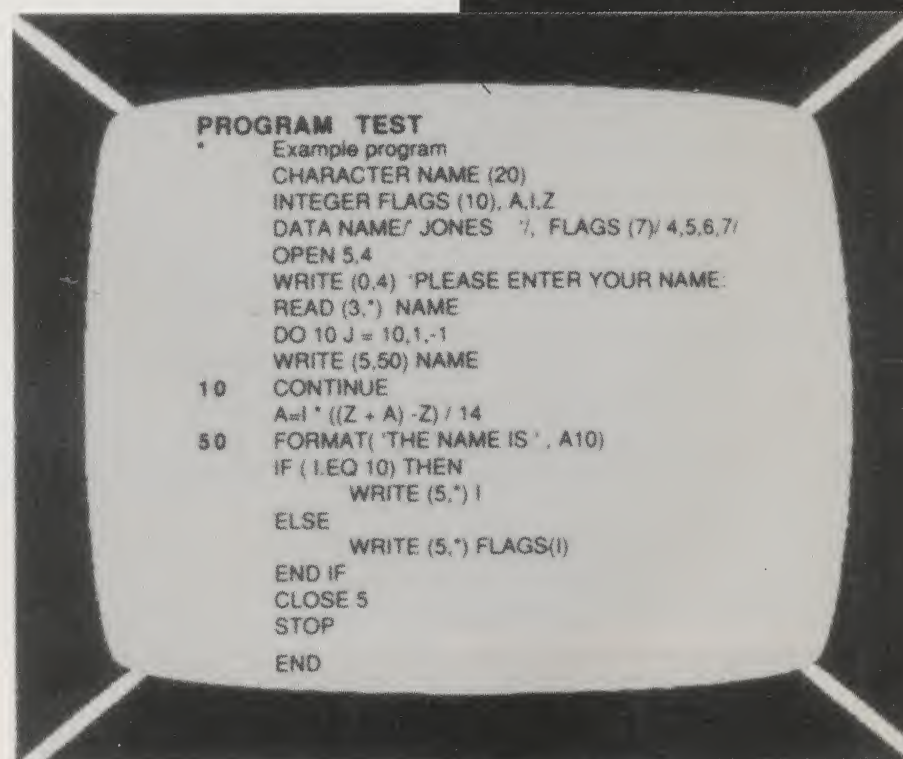 PROGRAM TEST
* Example program
CHARACTER NAME (20)
INTEGER FLAGS (10), A,I,Z
DATA NAME/' JONES '/, FLAGS (7)/ 4,5,6,7/
OPEN 5,4
WRITE (0,4) 'PLEASE ENTER YOUR NAME:
READ (3,*) NAME
DO 10 J = 10,1,-1
WRITE (5,50) NAME
10 CONTINUE
A=I * ((Z + A) -Z) / 14
50 FORMAT( 'THE NAME IS ' , A10)
IF ( I.EQ 10) THEN
WRITE (5,*) I
ELSE
WRITE (5,*) FLAGS(I)
END IF
CLOSE 5
STOP
END